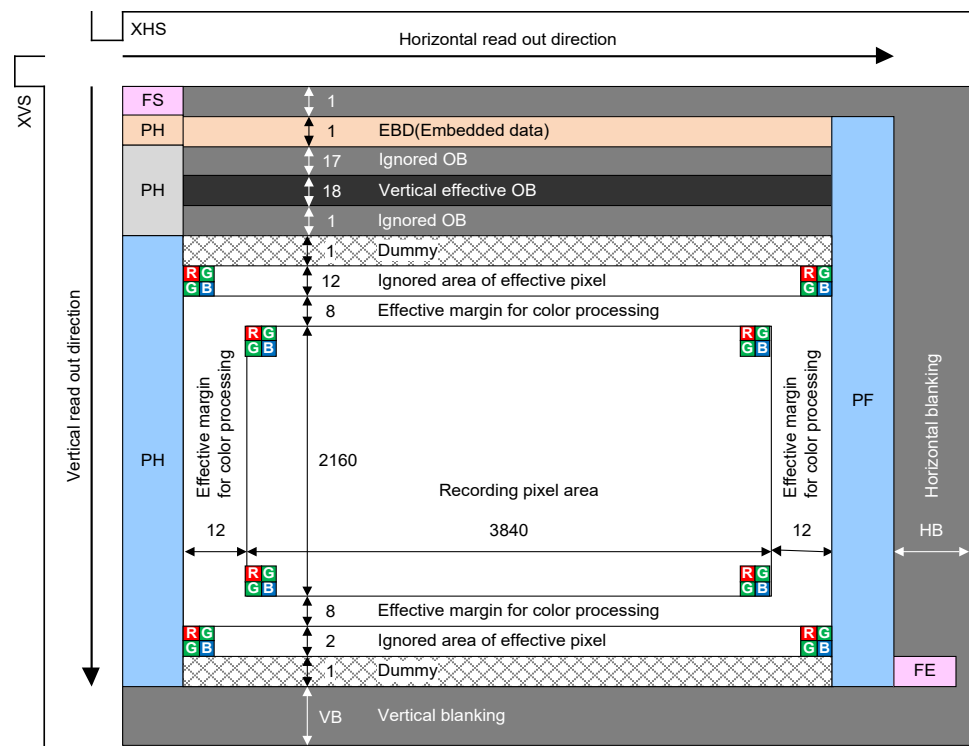 XHS
Horizontal read out direction
XVS
FS
1
PH
1
EBD(Embedded data)
17
Ignored OB
PH
18
Vertical effective OB
1
Ignored OB
1
Dummy
R G
G B
12
Ignored area of effective pixel
R G
G B
8
Effective margin for color processing
R G
G B
R G
G B
Vertical read out direction
PH
Effective margin
for color processing
2160
Recording pixel area
Effective margin
for color processing
PF
Horizontal blanking
12
3840
12
HB
R G
G B
R G
G B
8
Effective margin for color processing
R G
G B
2
Ignored area of effective pixel
R G
G B
1
Dummy
FE
VB
Vertical blanking